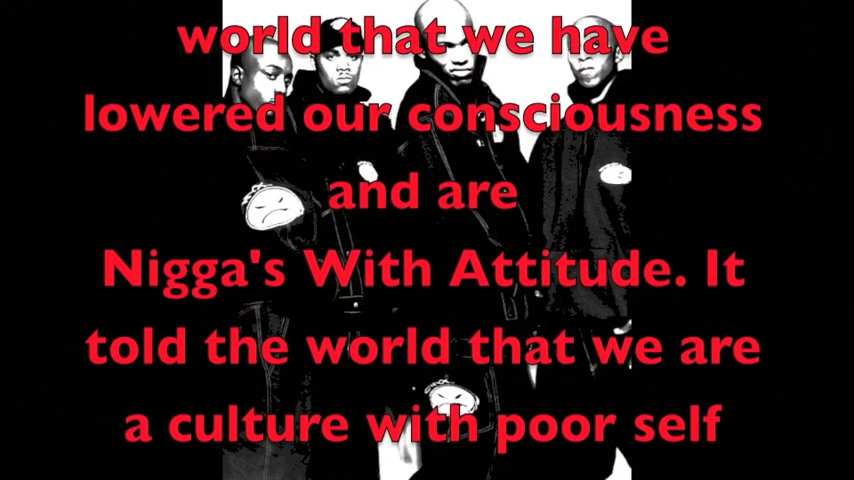 world that we have
lowered our consciousness
and are
Nigga's With Attitude. It
told the world that we are
a culture with poor self